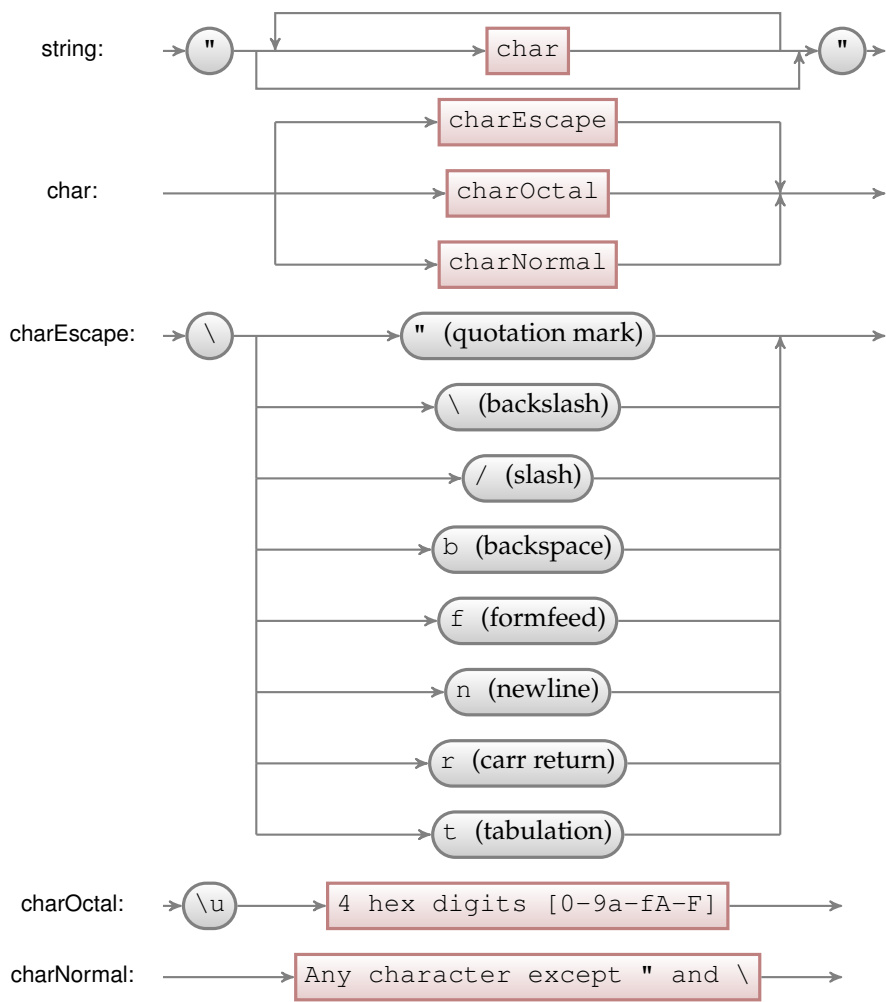 string: " char "
charEscape
char: charOctal
charNormal
charEscape: \ " (quotation mark)
\ (backslash)
/ (slash)
b (backspace)
f (formfeed)
n (newline)
r (carr return)
t (tabulation)
charOctal: \u 4 hex digits [0-9a-fA-F]
charNormal: Any character except " and \